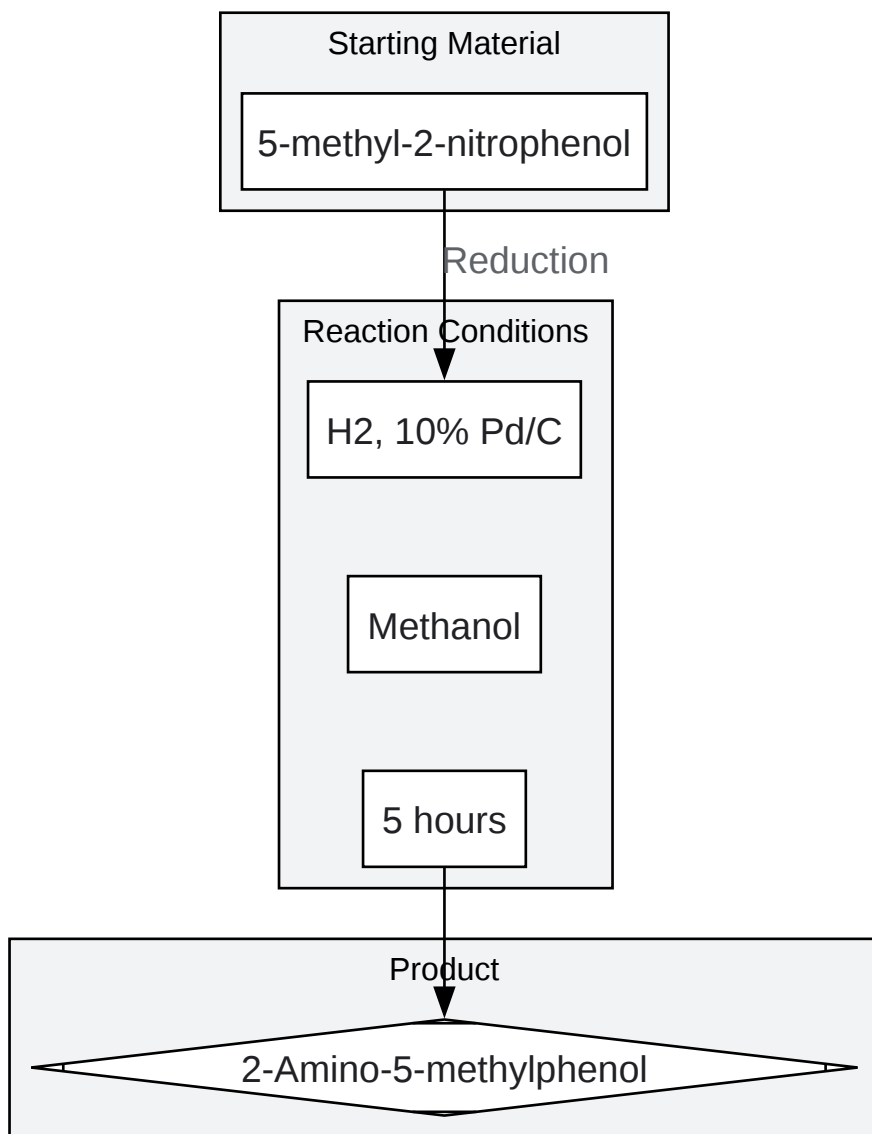 Starting Material
5-methyl-2-nitrophenol
Reduction
Reaction Conditions
H2, 10% Pd/C
Methanol
5 hours
Product
2-Amino-5-methylphenol